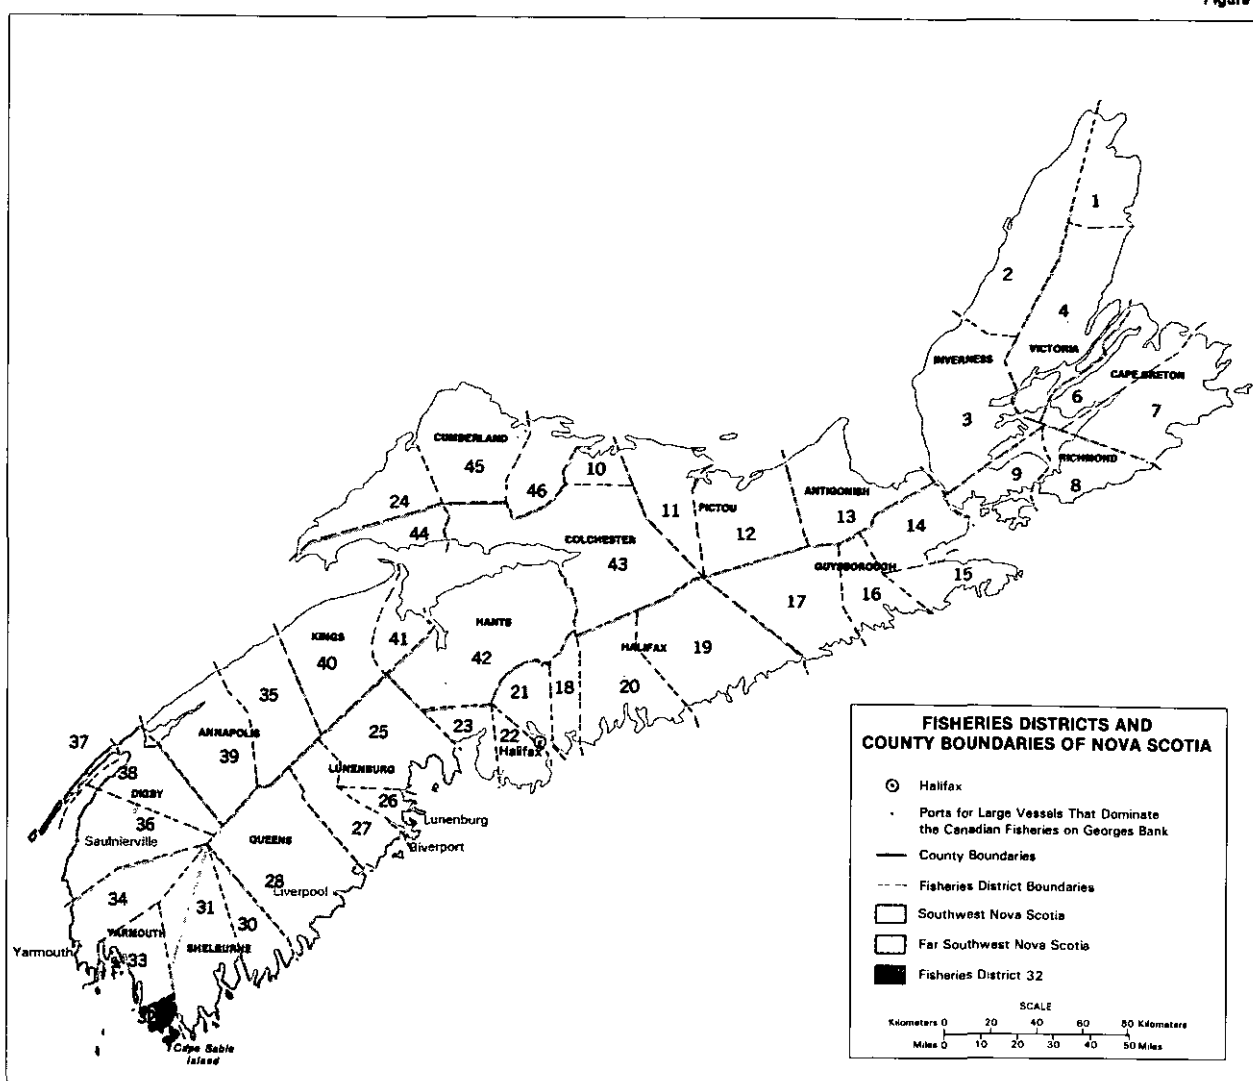 Figure
1
2
4
INVERNESS
VICTORIA
CAPE BRETON
6
7
3
CUMBERLAND
45
10
RICHMOND
9
8
24
46
11
PICTOU
ANTIGONISH
13
14
44
COLCHESTER
12
43
GUYSBOROUGH
15
16
17
KINGS
40
41
HANTS
42
HALIFAX
19
35
21
18
20
37
ANNAPOLIS
39
25
23
22
Halifax
38
DIGBY
36
LUNENBURG
26
Lunenburg
Saulnierville
QUEENS
27
Riverport
28
Liverpool
34
31
30
YARMOUTH
SHELBURNE
Yarmouth
33
32
Cape Sable
Island
FISHERIES DISTRICTS AND
COUNTY BOUNDARIES OF NOVA SCOTIA
Halifax
Ports for Large Vessels That Dominate
the Canadian Fisheries on Georges Bank
County Boundaries
Fisheries District Boundaries
Southwest Nova Scotia
Far Southwest Nova Scotia
Fisheries District 32
SCALE
Kilometers 0 20 40 60 80 Kilometers
Miles 0 10 20 30 40 50 Miles